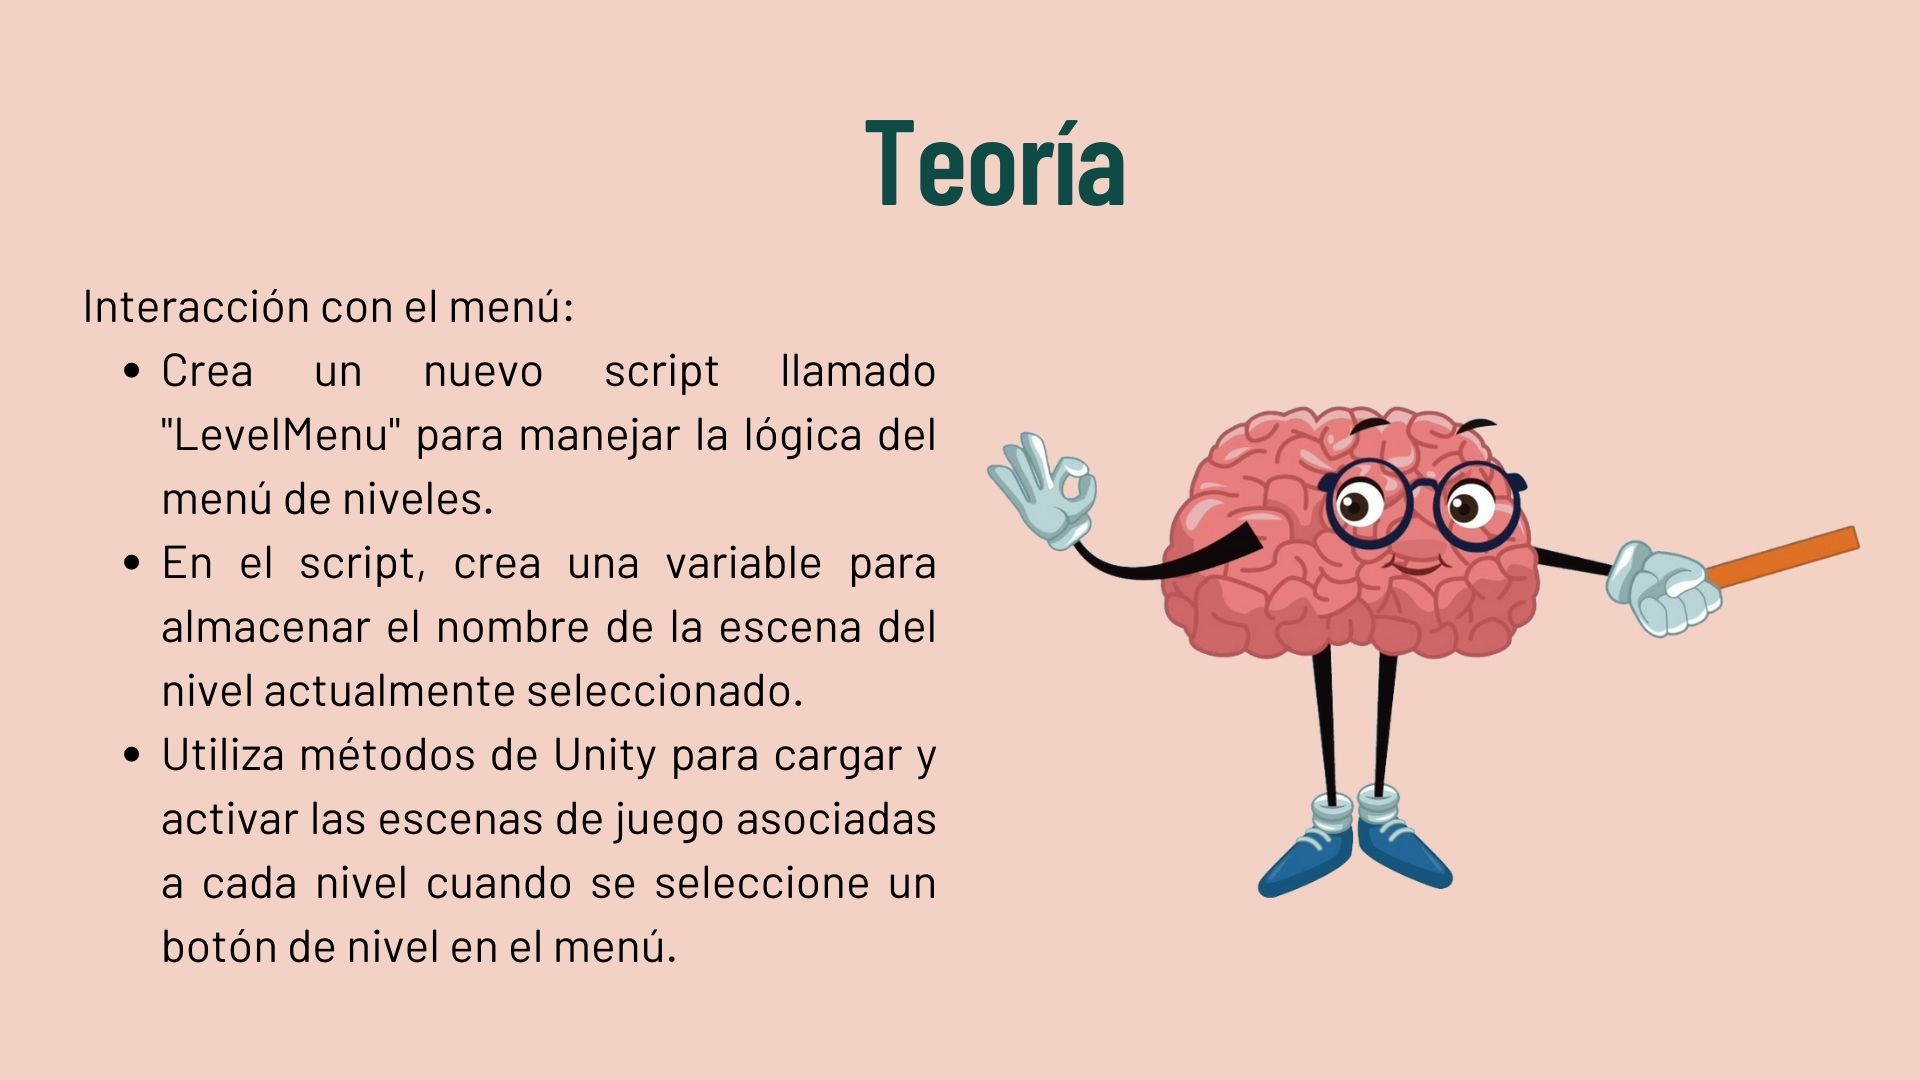 Teoría
Interacción con el menú:
• Crea un nuevo script llamado
"LevelMenu" para manejar la lógica del
menú de niveles.
• En el script, crea una variable para
almacenar el nombre de la escena del
nivel actualmente seleccionado.
• Utiliza métodos de Unity para cargar y
activar las escenas de juego asociadas
a cada nivel cuando se seleccione un
botón de nivel en el menú.